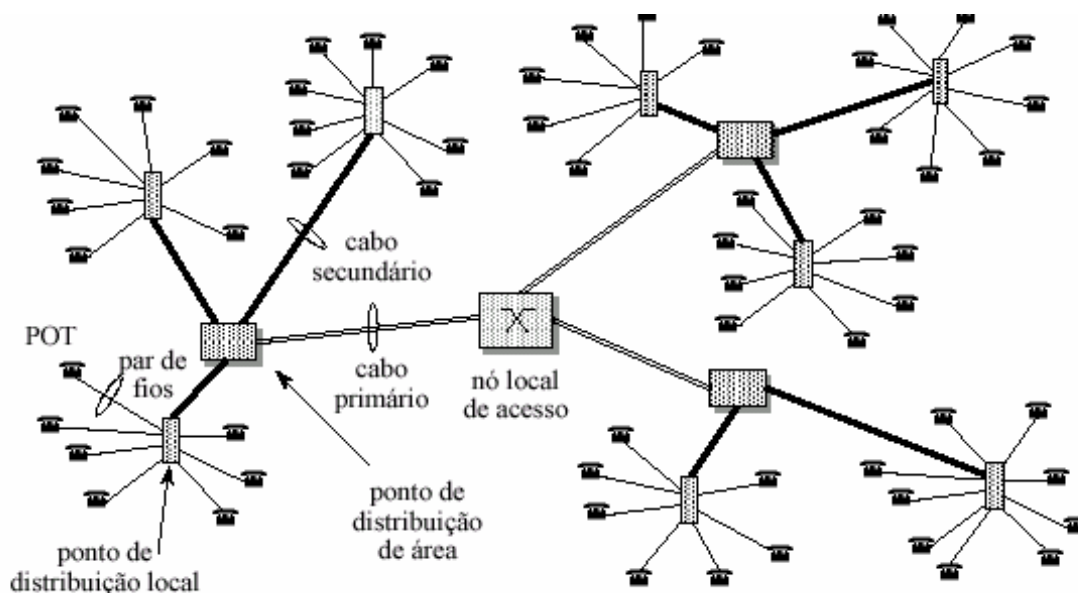 cabo
secundário
POT
par de
fios
cabo
primário
nó local
de acesso
ponto de
distribuição
de área
ponto de
distribuição local